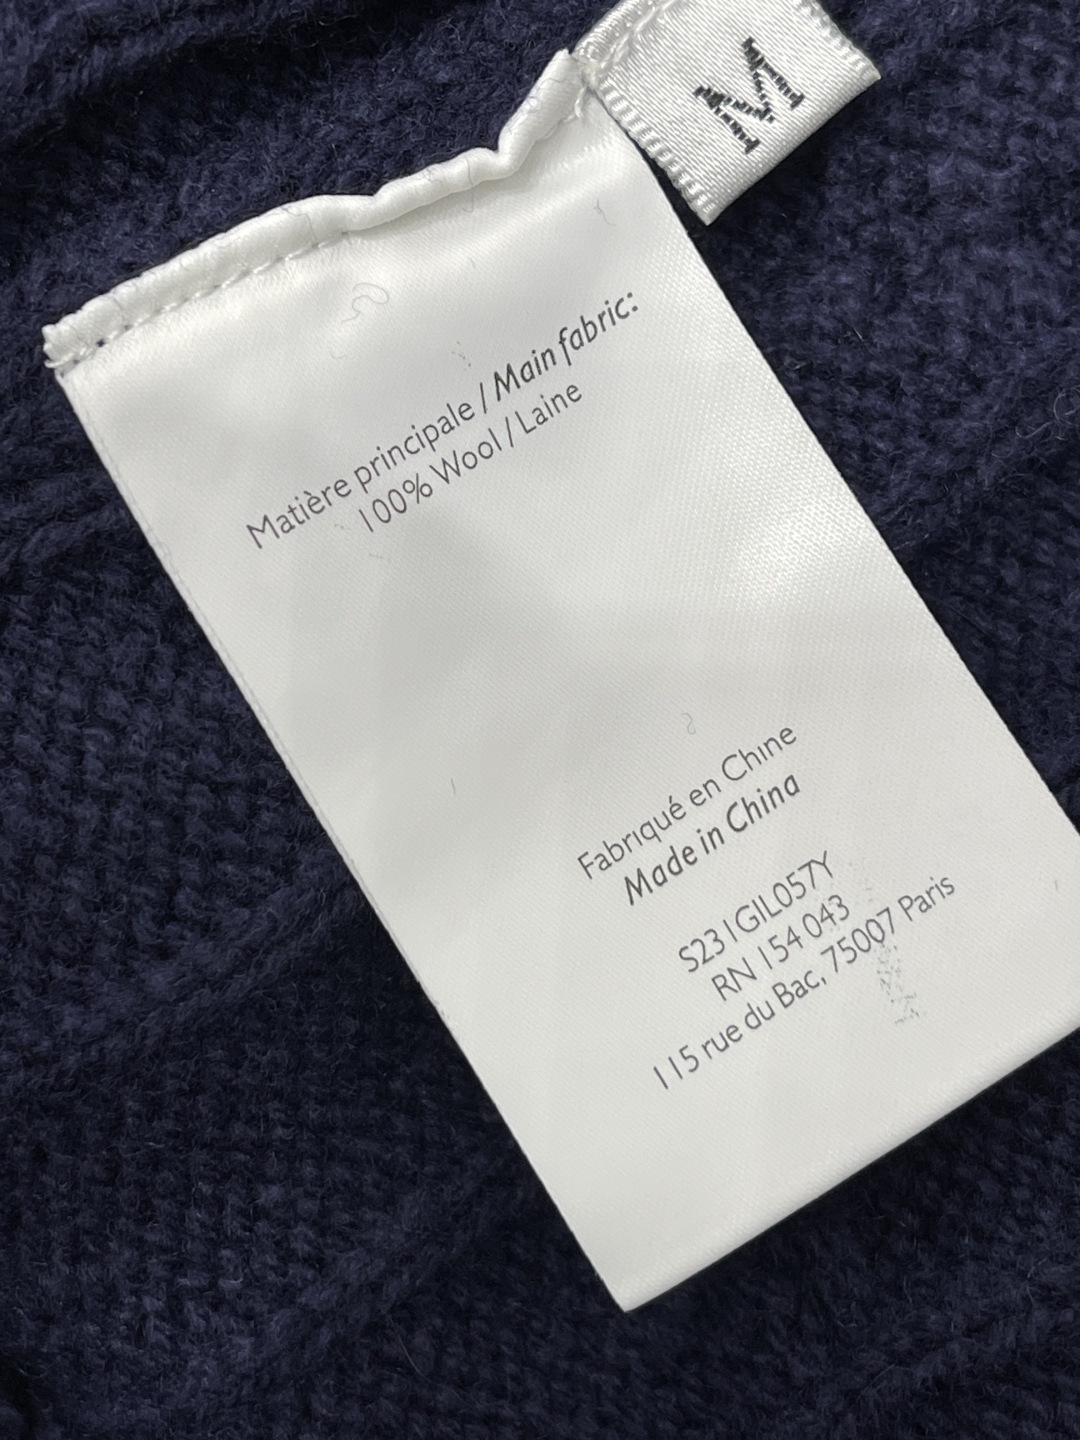 M
Matière principale / Main fabric:
100% Wool / Laine
Fabriqué en Chine
Made in China
S231GIL057Y
RN 154 043
115 rue du Bac, 75007 Paris